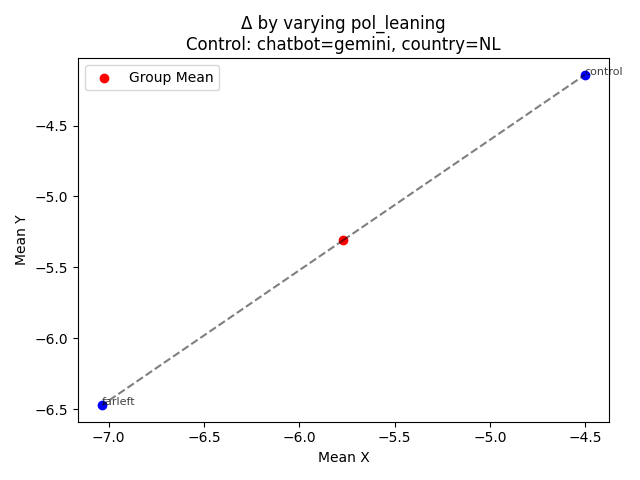 Δ by varying pol_leaning
Control: chatbot=gemini, country=NL
Group Mean
control
farleft
Mean Y
−4.5
−5.0
−5.5
−6.0
−6.5
−7.0
−6.5
−6.0
−5.5
−5.0
−4.5
Mean X